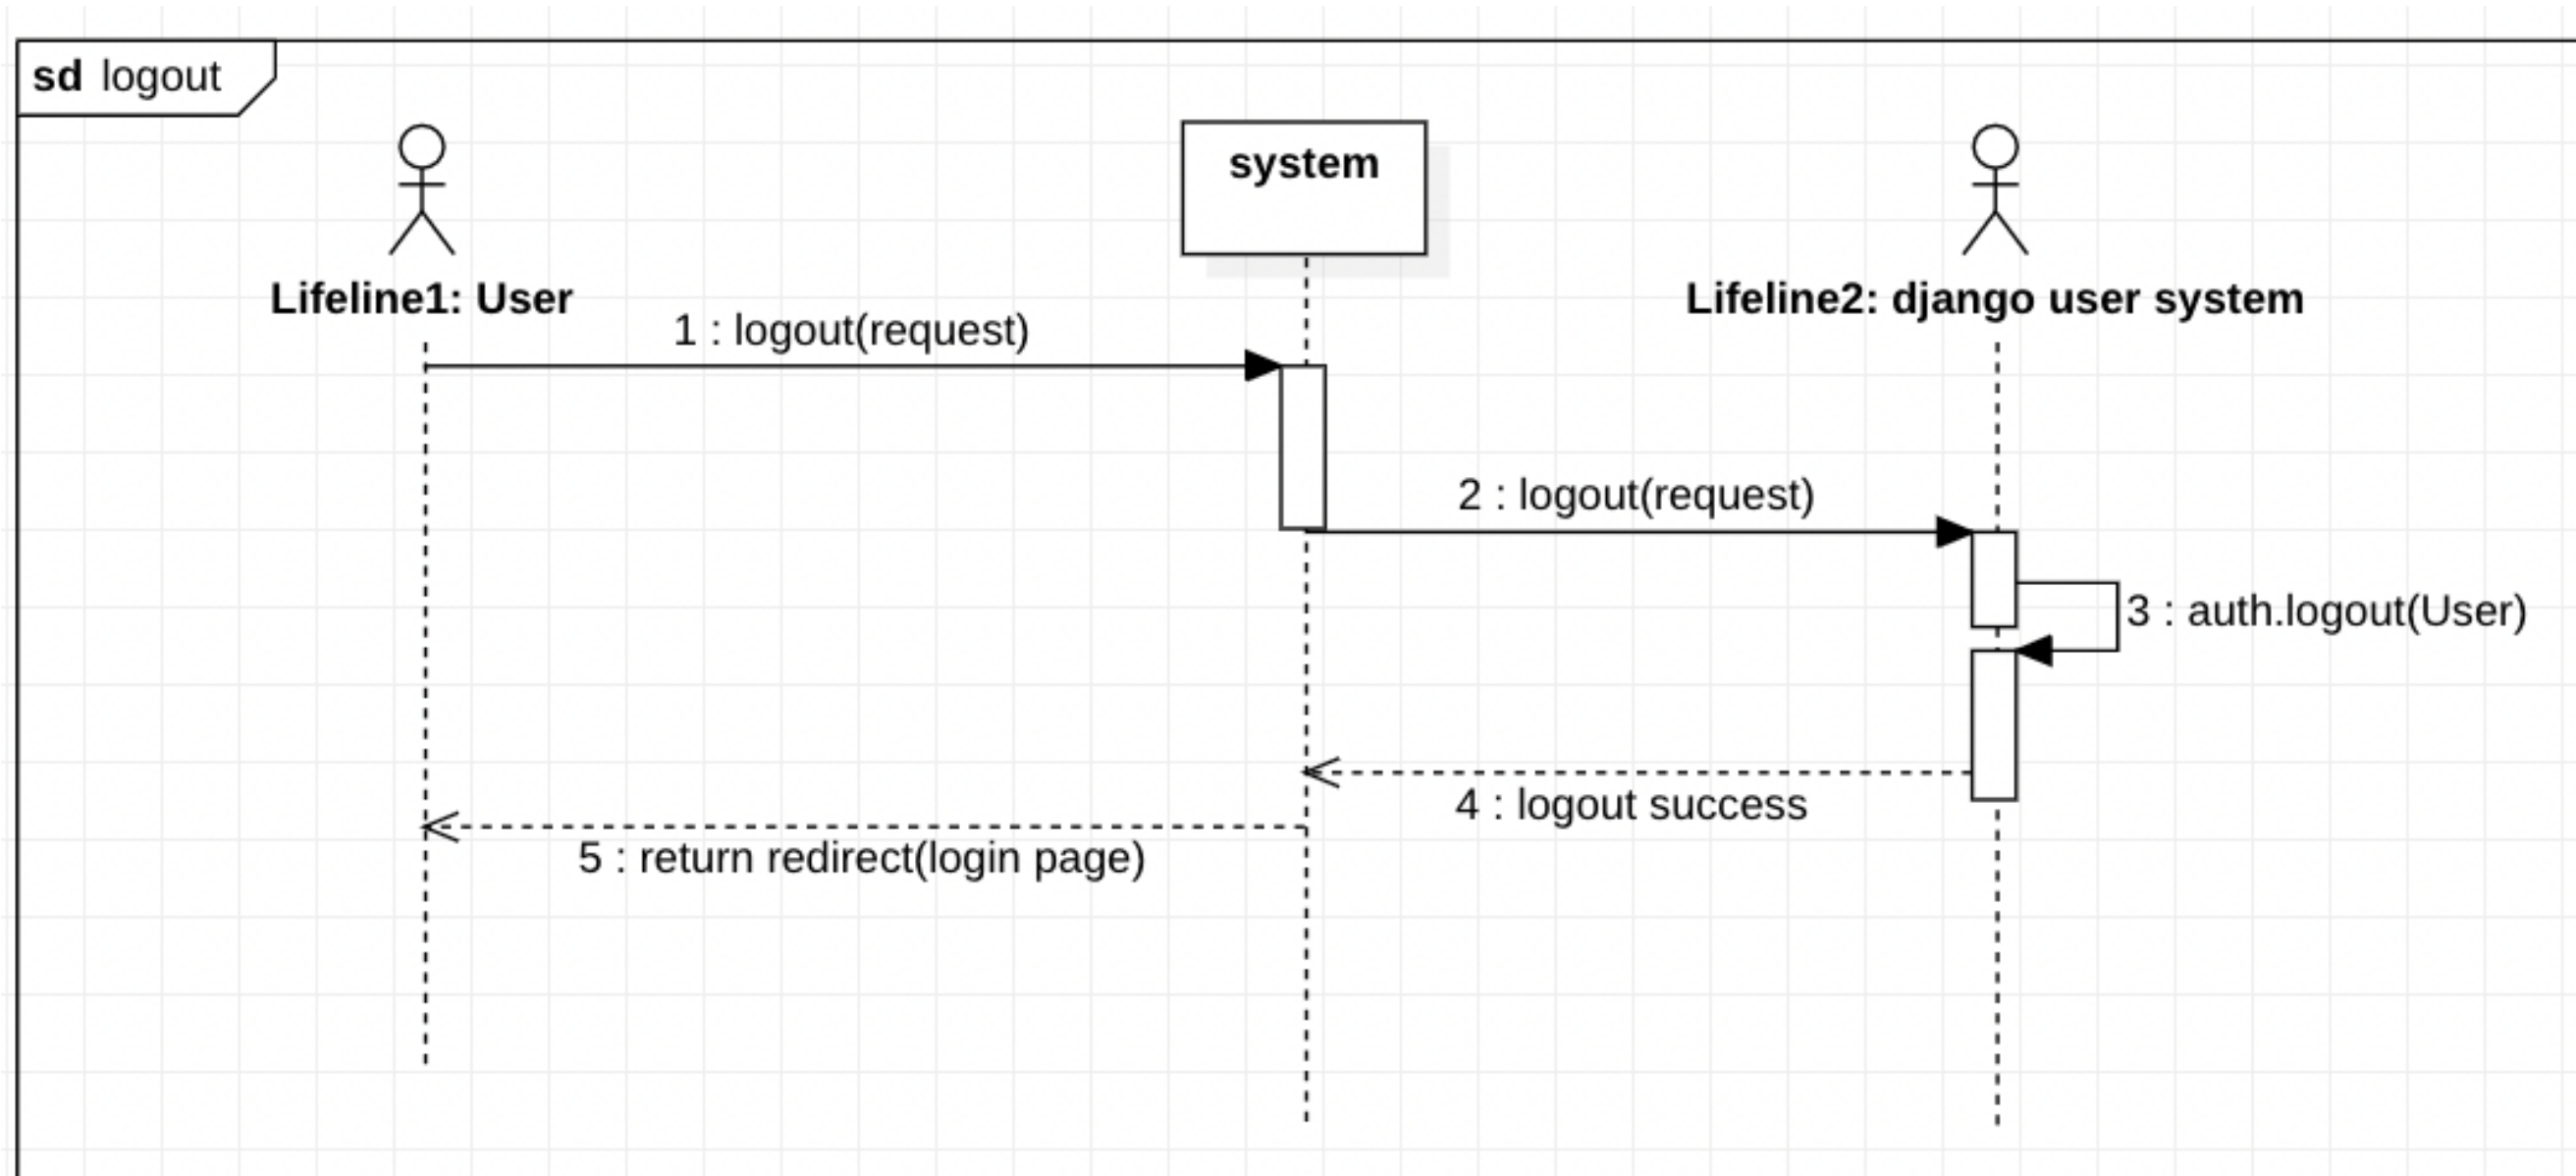 sd logout
system
Lifeline1: User
Lifeline2: django user system
1 : logout(request)
2 : logout(request)
3 : auth.logout(User)
4 : logout success
5 : return redirect(login page)